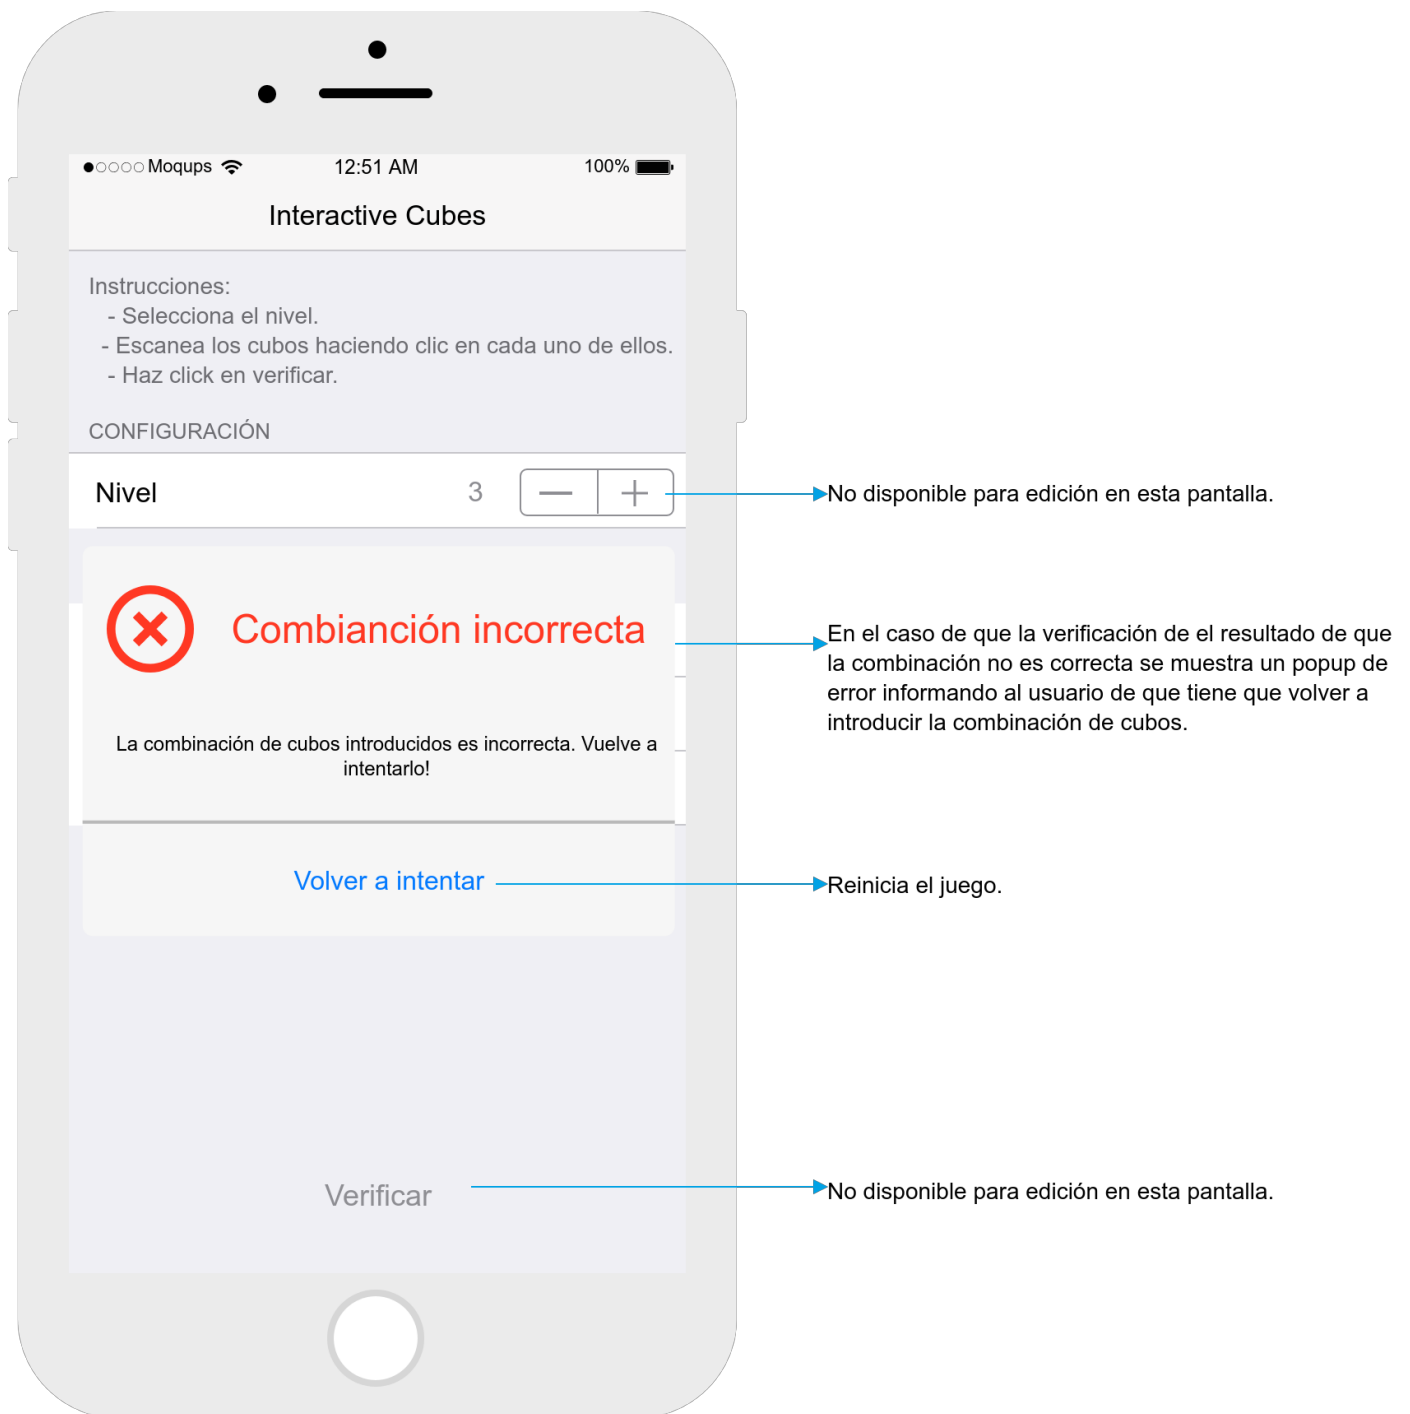 Moqups 12:51 AM 100%
Interactive Cubes
Instrucciones:
- Selecciona el nivel.
- Escanea los cubos haciendo clic en cada uno de ellos.
- Haz click en verificar.
CONFIGURACIÓN
Nivel 3
No disponible para edición en esta pantalla.
Combianción incorrecta
En el caso de que la verificación de el resultado de que
la combinación no es correcta se muestra un popup de
error informando al usuario de que tiene que volver a
introducir la combinación de cubos.
La combinación de cubos introducidos es incorrecta. Vuelve a
intentarlo!
Volver a intentar
Reinicia el juego.
Verificar
No disponible para edición en esta pantalla.